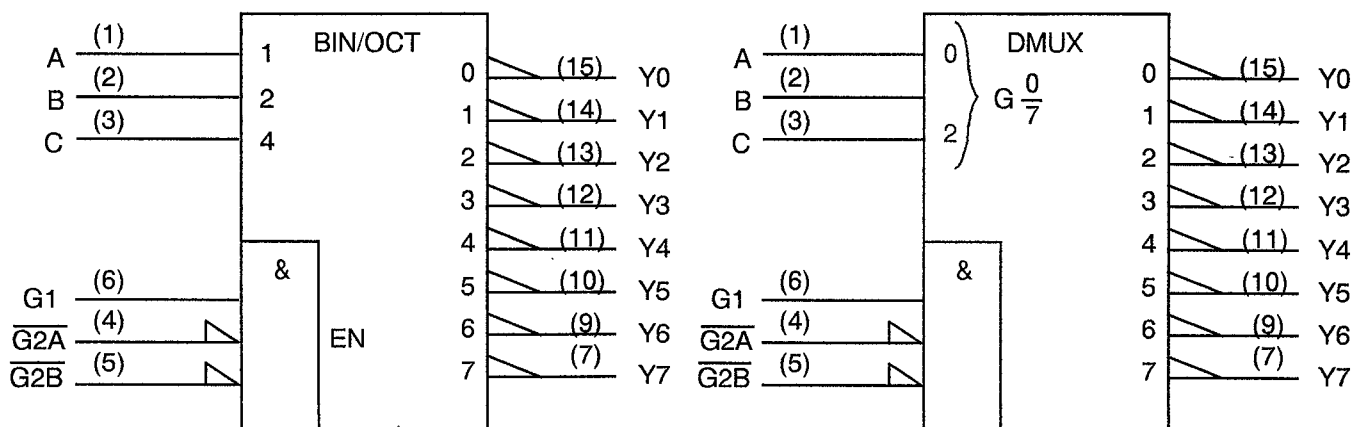 BIN/OCT
A (1) 1
B (2) 2
C (3) 4
&
G1 (6)
G2A (4)
G2B (5)
EN
0 (15) Y0
1 (14) Y1
2 (13) Y2
3 (12) Y3
4 (11) Y4
5 (10) Y5
6 (9) Y6
7 (7) Y7
DMUX
A (1) 0
B (2)
C (3) 2
G 0/7
&
G1 (6)
G2A (4)
G2B (5)
0 (15) Y0
1 (14) Y1
2 (13) Y2
3 (12) Y3
4 (11) Y4
5 (10) Y5
6 (9) Y6
7 (7) Y7